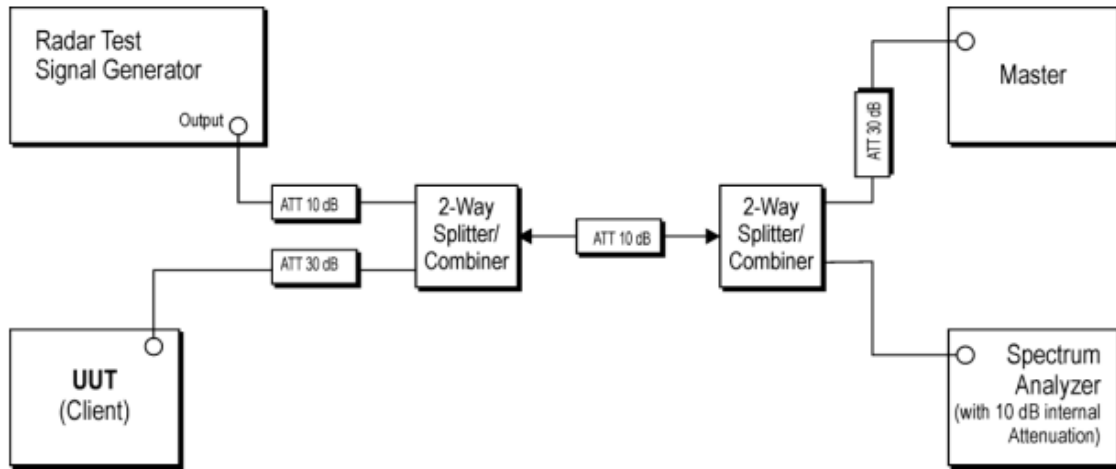 Radar Test
Signal Generator
Output
ATT 10 dB
ATT 30 dB
UUT
(Client)
2-Way
Splitter/
Combiner
ATT 10 dB
2-Way
Splitter/
Combiner
ATT 30 dB
Master
Spectrum
Analyzer
(with 10 dB internal
Attenuation)